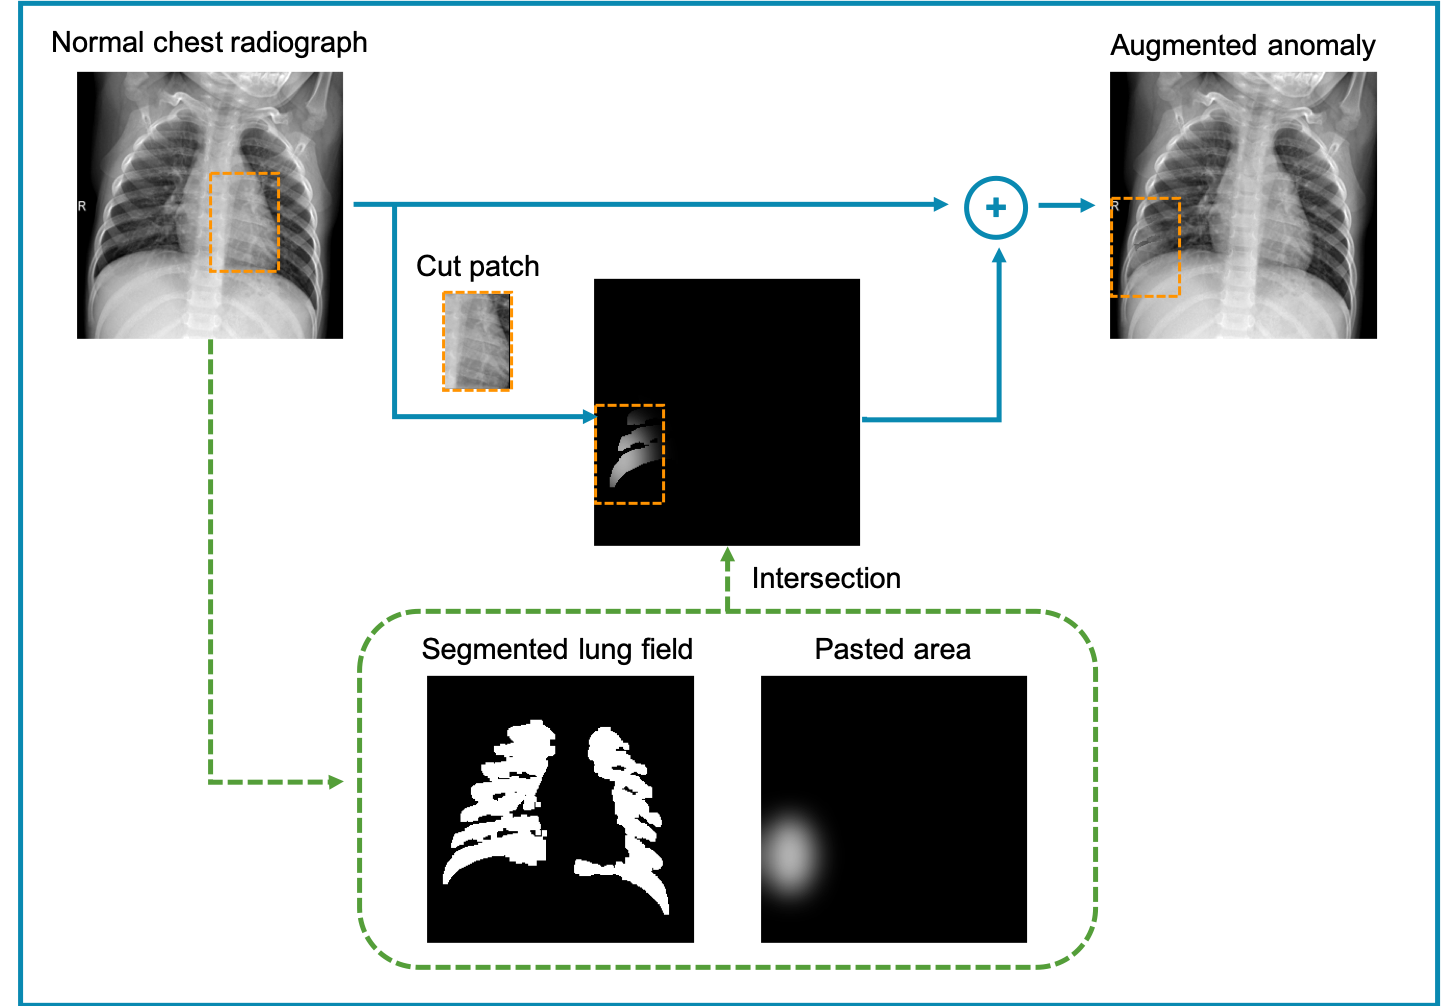 Normal chest radiograph
Augmented anomaly
R
R
Cut patch
Intersection
Segmented lung field
Pasted area